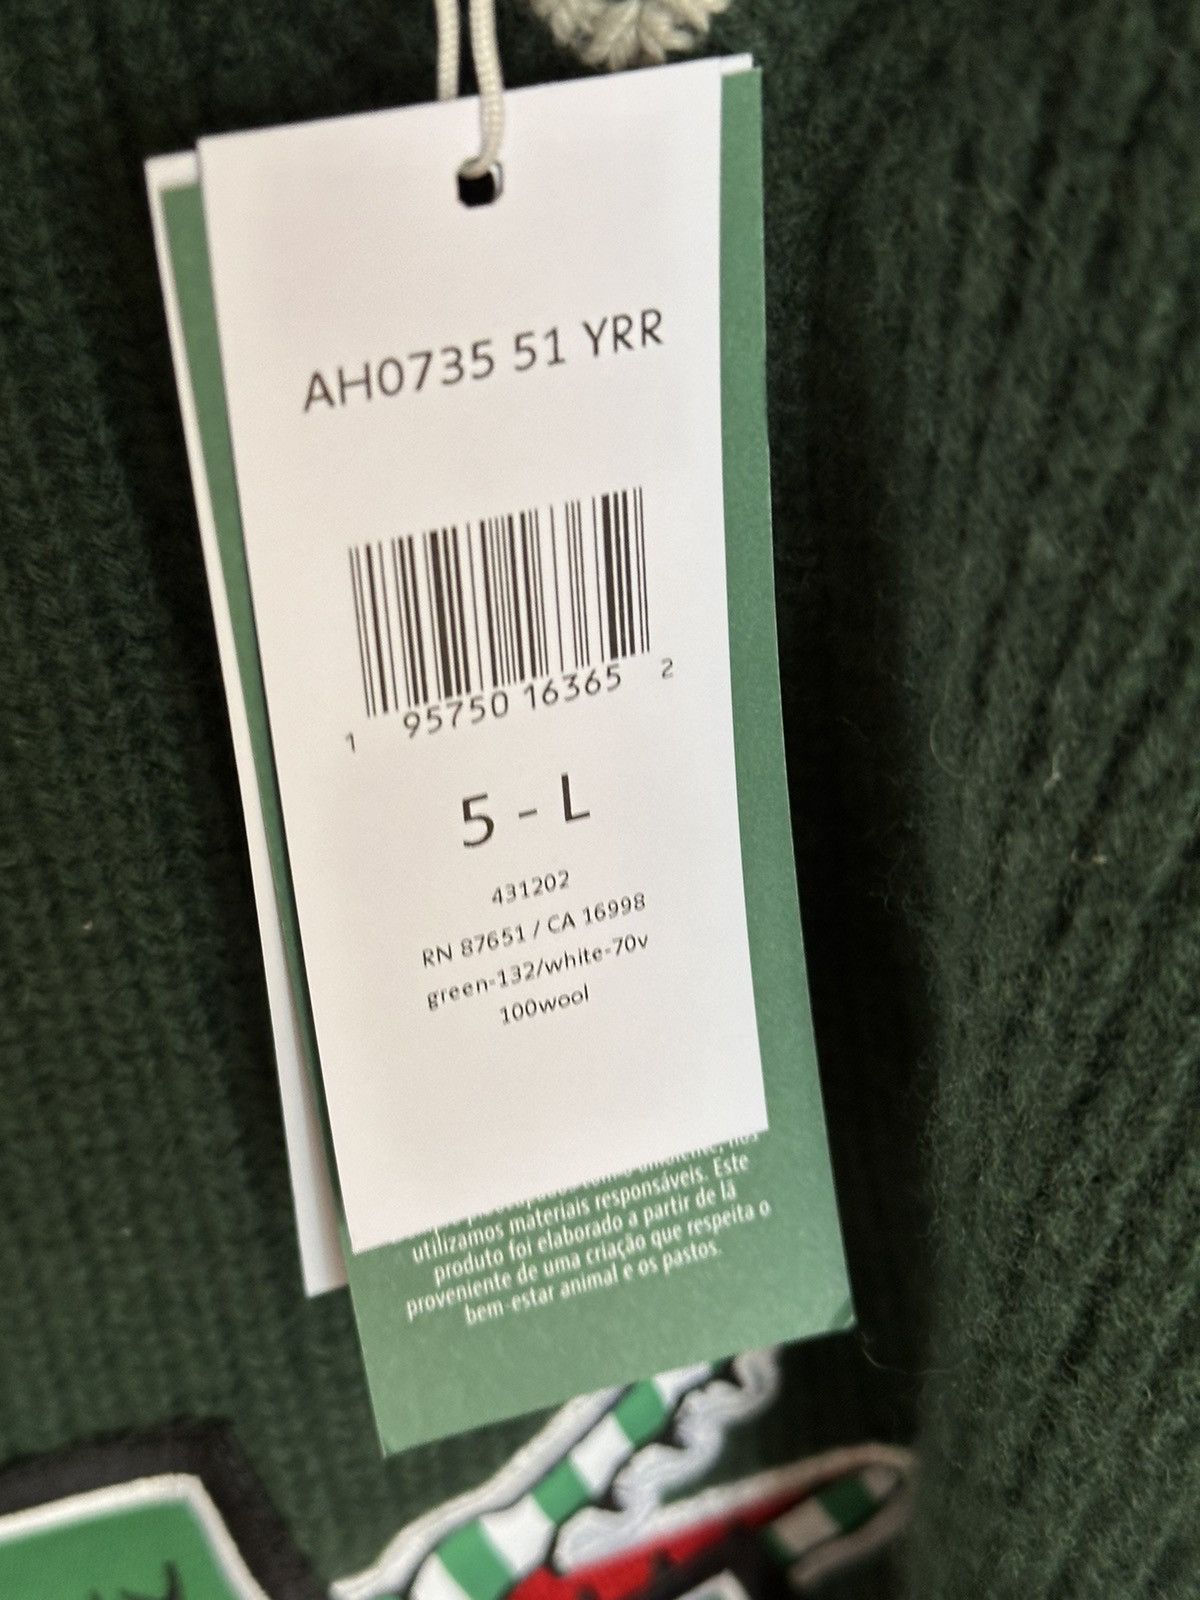 AH0735 51 YRR
1 95750 16365 2
5 - L
431202
RN 87651 / CA 16998
green-132/white-70v
100wool
utilizamos materiais responsáveis. Este
produto foi elaborado a partir de lã
proveniente de uma criação que respeita o
bem-estar animal e os pastos.